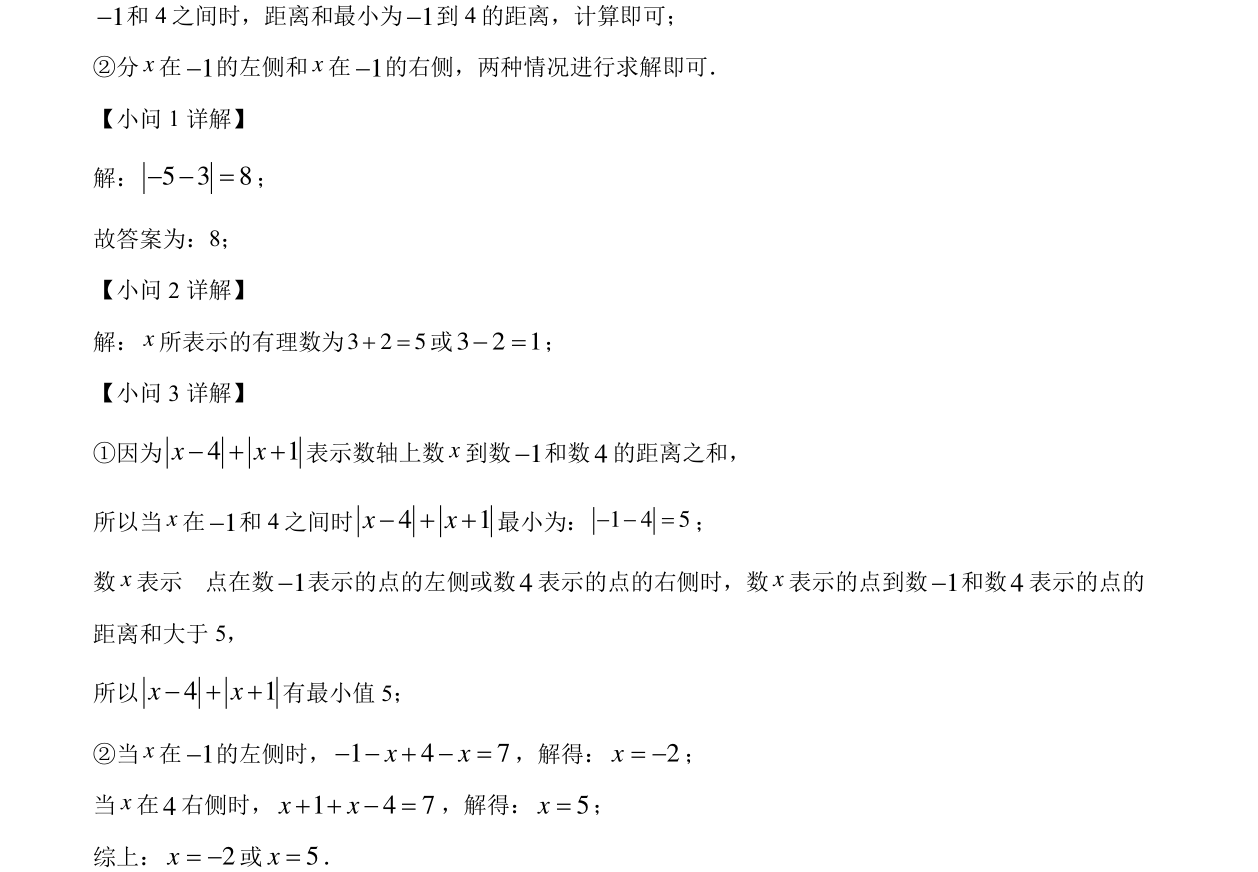 −1和 4 之间时，距离和最小为−1到 4 的距离，计算即可；
②分 x 在 −1的左侧和 x 在 −1的右侧，两种情况进行求解即可．
【小问 1 详解】
解：|−5−3|=8；
故答案为：8；
【小问 2 详解】
解： x 所表示的有理数为3+2=5或3−2=1；
【小问 3 详解】
①因为|x−4|+|x+1|表示数轴上数 x 到数−1和数4 的距离之和，
所以当 x 在 −1和 4 之间时|x−4|+|x+1|最小为：|−1−4|=5；
数 x 表示 点在数−1表示的点的左侧或数4 表示的点的右侧时，数 x 表示的点到数−1和数4 表示的点的
距离和大于 5，
所以|x−4|+|x+1|有最小值 5；
②当 x 在 −1的左侧时，−1−x+4−x=7，解得：x=−2；
当 x 在4 右侧时，x+1+x−4=7，解得：x=5；
综上：x=−2或 x=5．